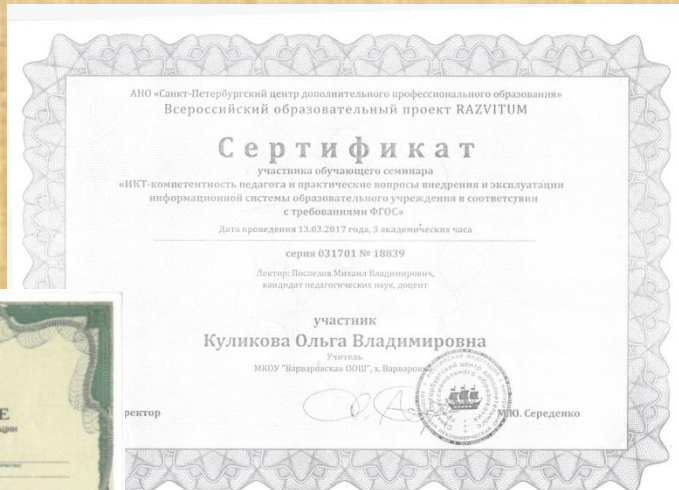 АНО «Санкт-Петербургский центр дополнительного профессионального образования»
Всероссийский образовательный проект RAZVITUM
Сертификат
участника обучающего семинара
«ИКТ-компетентность педагога и практические вопросы внедрения и эксплуатации
информационной системы образовательного учреждения в соответствии
с требованиями ФГОС»
Дата проведения 13.03.2017 года, 3 академических часа
серия 031701 № 18839
Лектор: Поспелов Михаил Владимирович,
кандидат педагогических наук, доцент
участник
Куликова Ольга Владимировна
Учитель
МКОУ "Варваровская ООШ", х. Варваровка
ректор М.Ю. Середенко